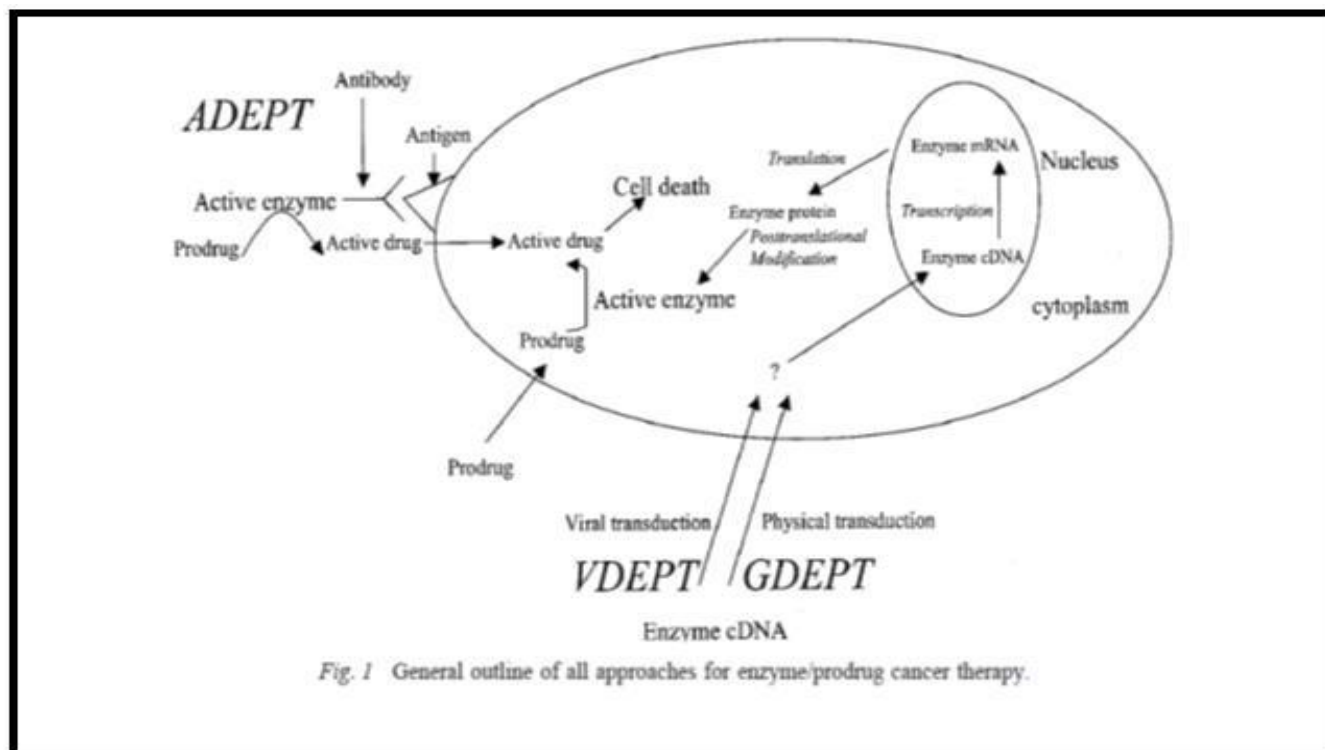 Antibody
ADEPT
Antigen
Active enzyme
Prodrug
Active drug
Active drug
Cell death
Translation
Enzyme mRNA
Nucleus
Enzyme protein
Transcription
Posttranslational
Modification
Enzyme cDNA
Active enzyme
cytoplasm
Prodrug
?
Prodrug
Viral transduction
Physical transduction
VDEPT
GDEPT
Enzyme cDNA
Fig. 1 General outline of all approaches for enzyme/prodrug cancer therapy.